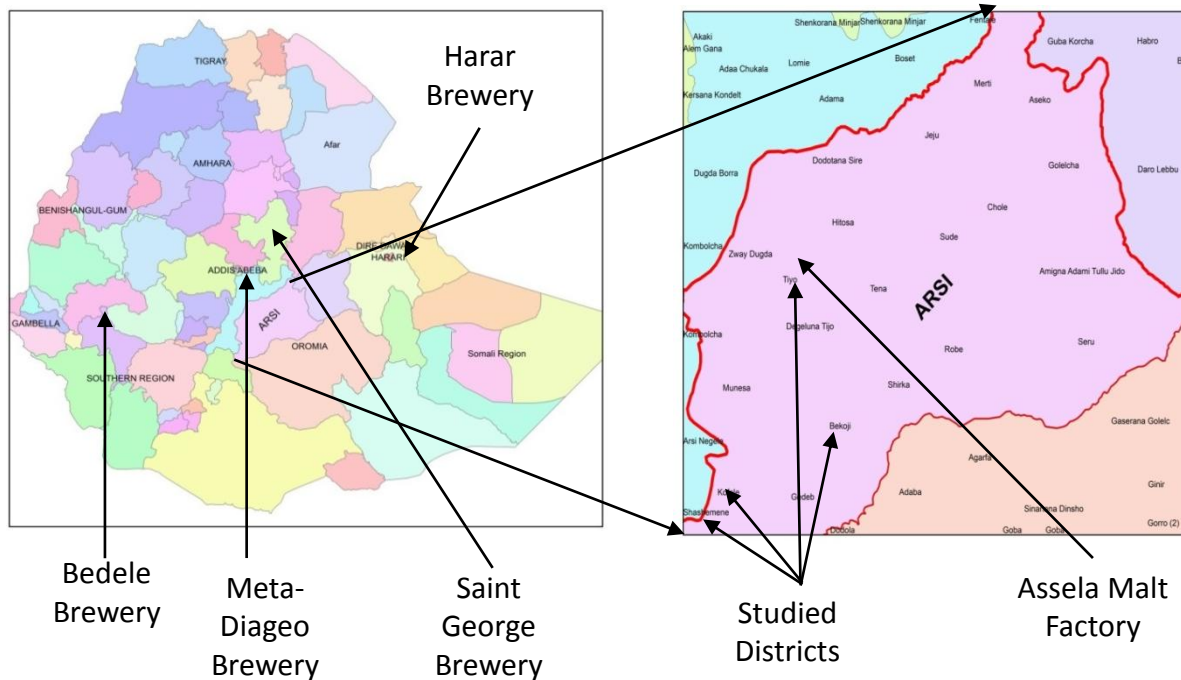 Harar
Brewery
TIGRAY
Afar
AMHARA
BENISHANGUL-GUM
DIRE DAWA
HARARI
ADDIS ABEBA
GAMBELLA
ARSI
OROMIA
Somali Region
SOUTHERN REGION
Bedele
Brewery
Meta-
Diageo
Brewery
Saint
George
Brewery
Shenkorana Minjar
Shenkorana Minjar
Fentale
Akaki
Alem Gana
Guba Korcha
Habro
Adaa Chukala
Lomie
Boset
Kersana Kondelt
Adama
Merti
Aseko
Jeju
Dugda Borra
Dodotana Sire
Golelcha
Daro Lebbu
Hitosa
Chole
Kombolcha
Zway Dugda
Sude
Tiyo
Tena
Amigna Adami Tullu Jido
ARSI
Kombolcha
Degeluna Tijo
Robe
Seru
Munesa
Shirka
Arsi Negele
Bekoji
Gaserana Golelc
Agarfa
Kofele
Gedeb
Adaba
Ginir
Shashemene
Sinanana Dinsho
Dodola
Goba
Goba
Gorro (2)
Studied
Districts
Assela Malt
Factory